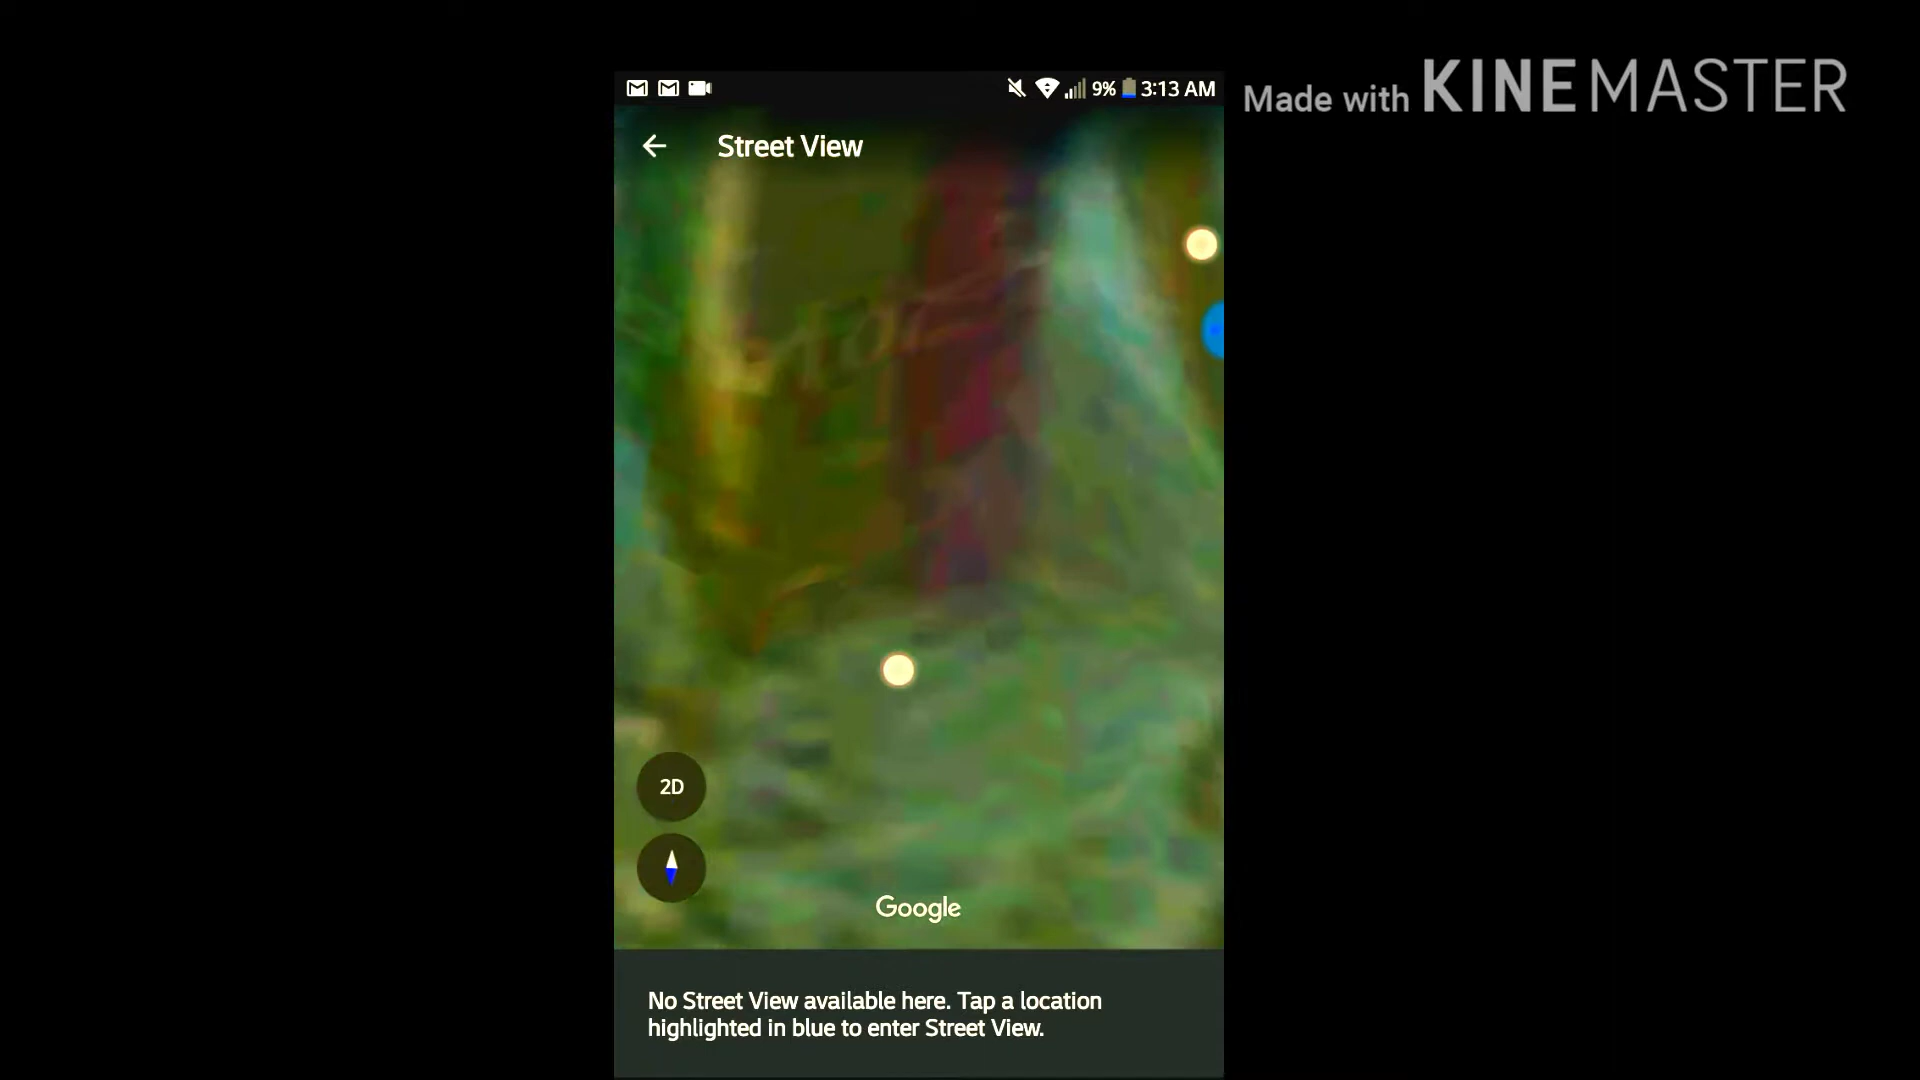 9% 3:13 AM
Made with KINEMASTER
Street View
2D
Google
No Street View available here. Tap a location
highlighted in blue to enter Street View.